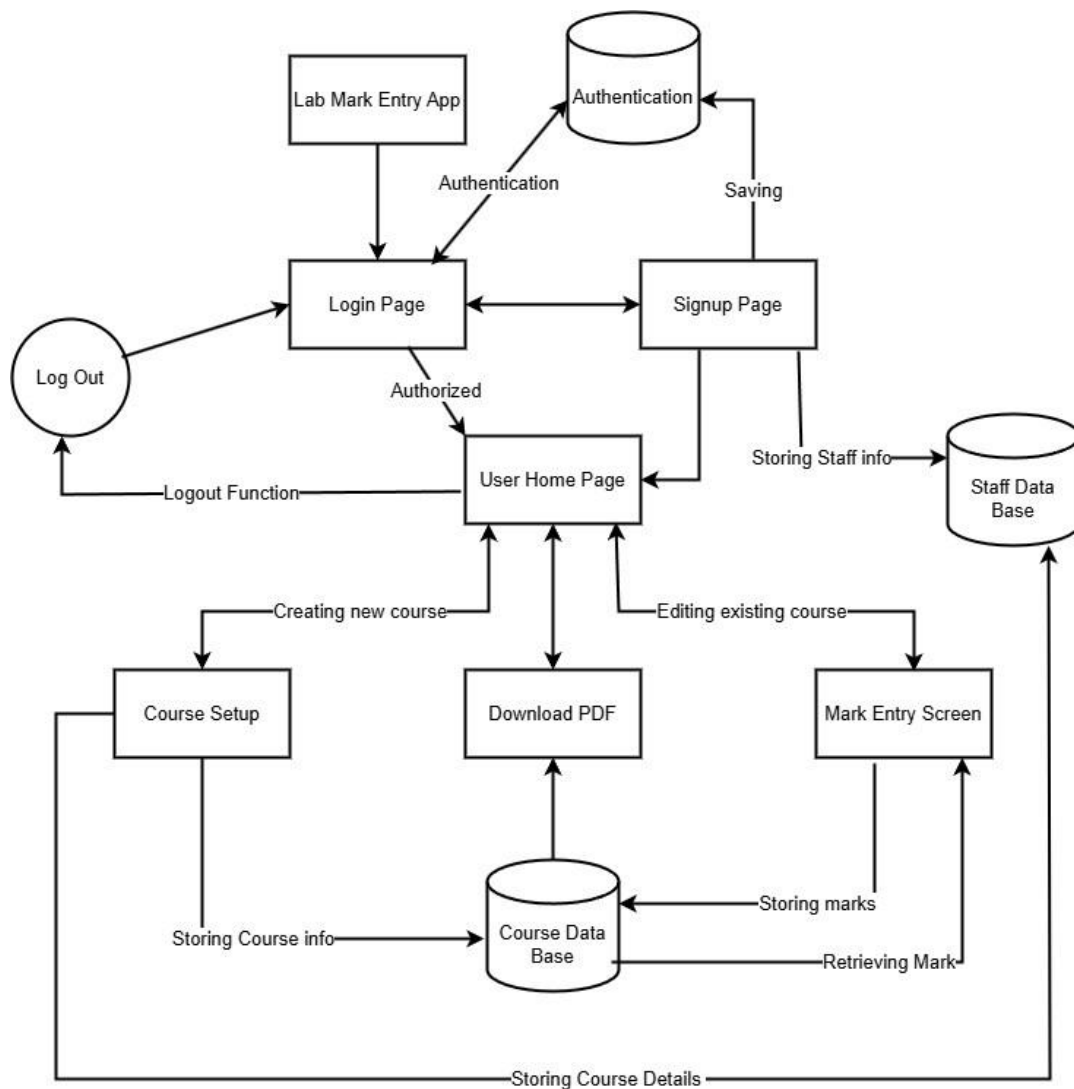 Lab Mark Entry App
Authentication
Authentication
Saving
Login Page
Signup Page
Log Out
Authorized
Logout Function
User Home Page
Storing Staff info
Staff Data
Base
Creating new course
Editing existing course
Course Setup
Download PDF
Mark Entry Screen
Storing marks
Storing Course info
Course Data
Base
Retrieving Mark
Storing Course Details